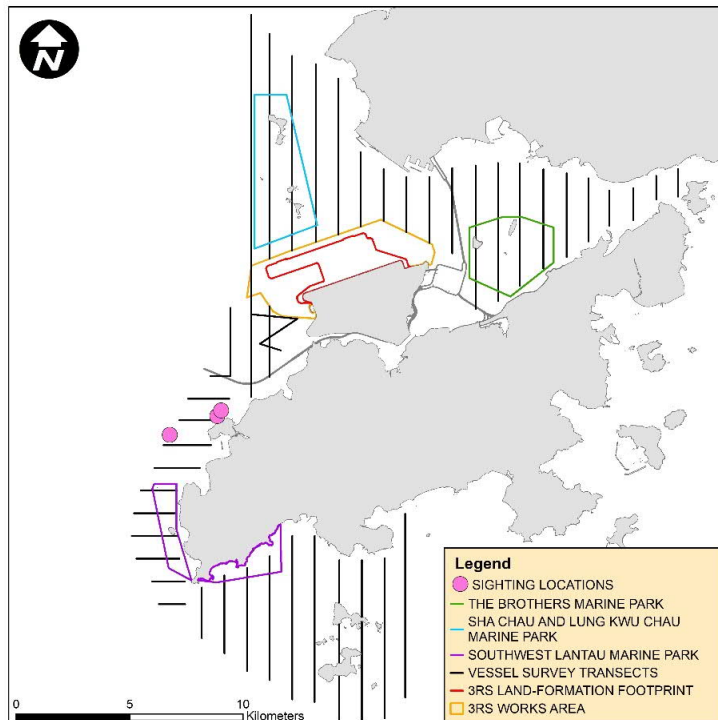 N
Legend
SIGHTING LOCATIONS
THE BROTHERS MARINE PARK
SHA CHAU AND LUNG KWU CHAU
MARINE PARK
SOUTHWEST LANTAU MARINE PARK
VESSEL SURVEY TRANSECTS
3RS LAND-FORMATION FOOTPRINT
3RS WORKS AREA
0 5 10
Kilometers